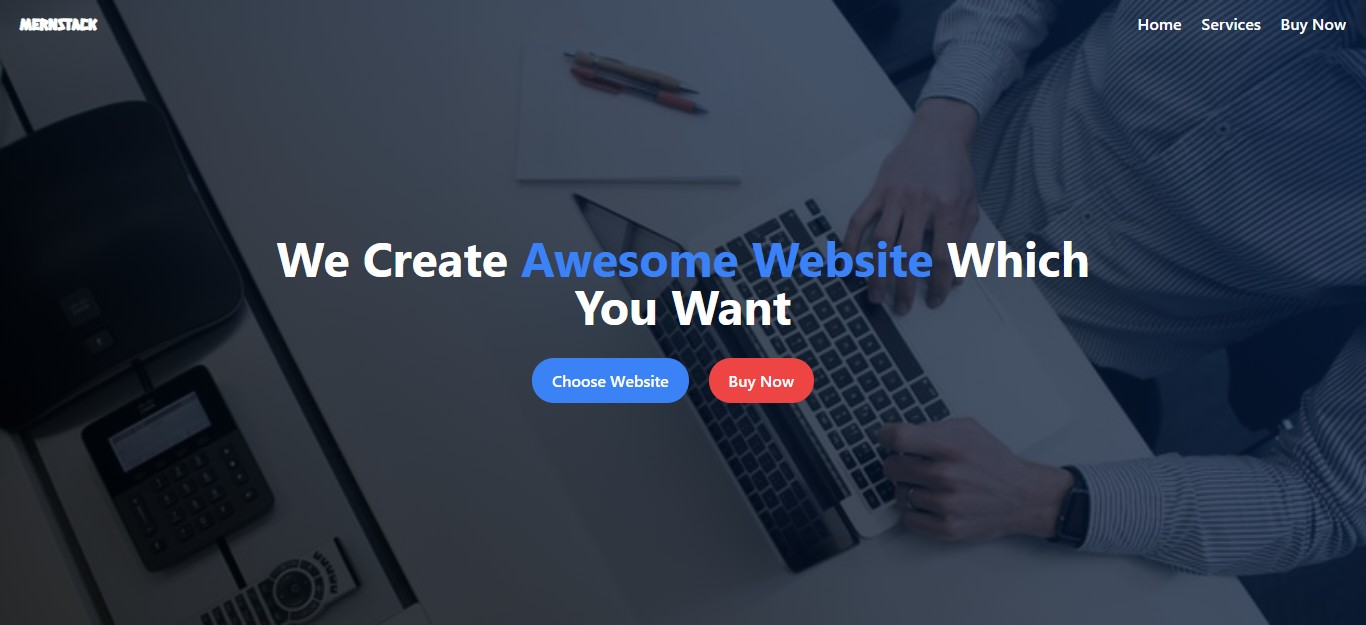 MERNSTACK
Home Services Buy Now
We Create Awesome Website Which
You Want
Choose Website Buy Now